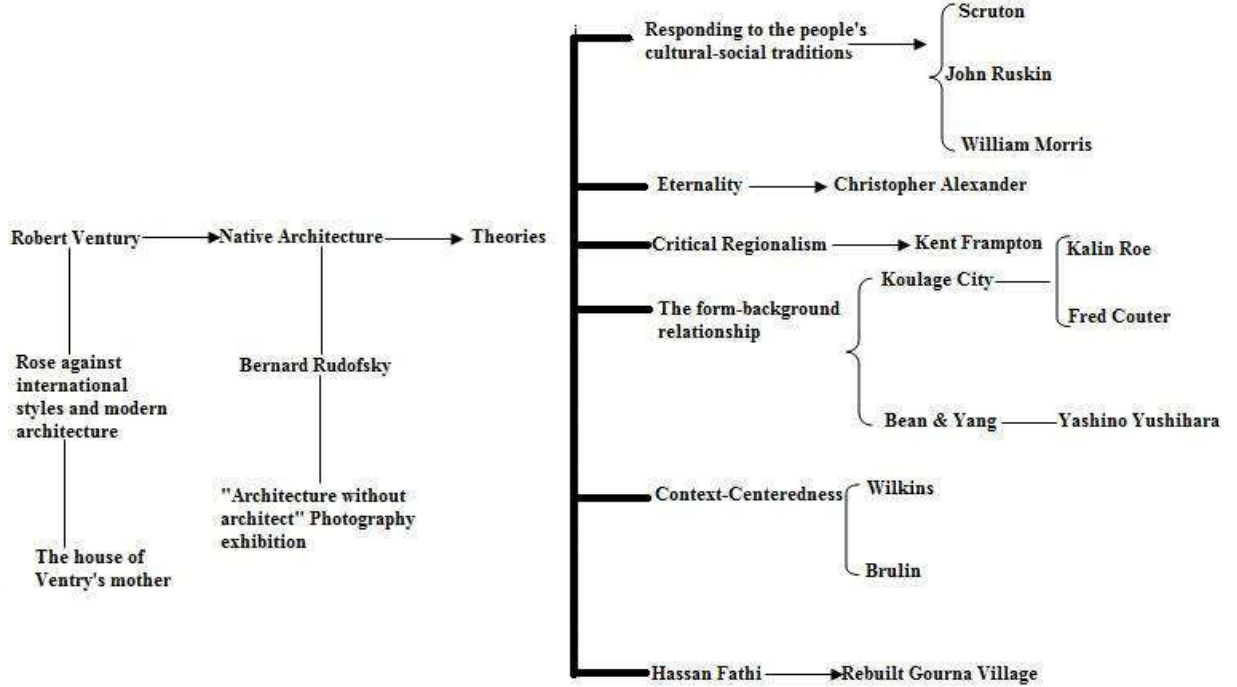 Robert Ventury
Rose against
international
styles and modern
architecture
The house of
Ventry's mother
Native Architecture
Bernard Rudofsky
"Architecture without
architect" Photography
exhibition
Theories
Responding to the people's
cultural-social traditions
Scruton
John Ruskin
William Morris
Eternality
Christopher Alexander
Critical Regionalism
Kent Frampton
The form-background
relationship
Koulage City
Kalin Roe
Fred Couter
Bean & Yang
Yashino Yushihara
Context-Centeredness
Wilkins
Brulin
Hassan Fathi
Rebuilt Gourna Village